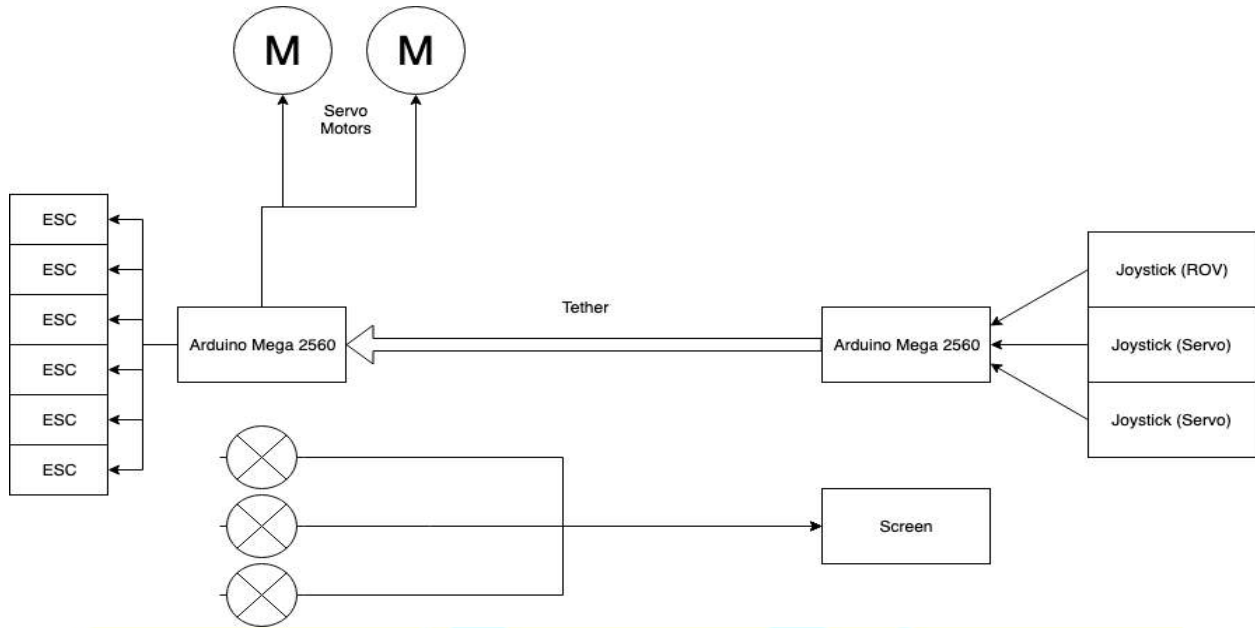 M
M
Servo
Motors
ESC
ESC
ESC
ESC
ESC
ESC
Arduino Mega 2560
Tether
Arduino Mega 2560
Joystick (ROV)
Joystick (Servo)
Joystick (Servo)
Screen